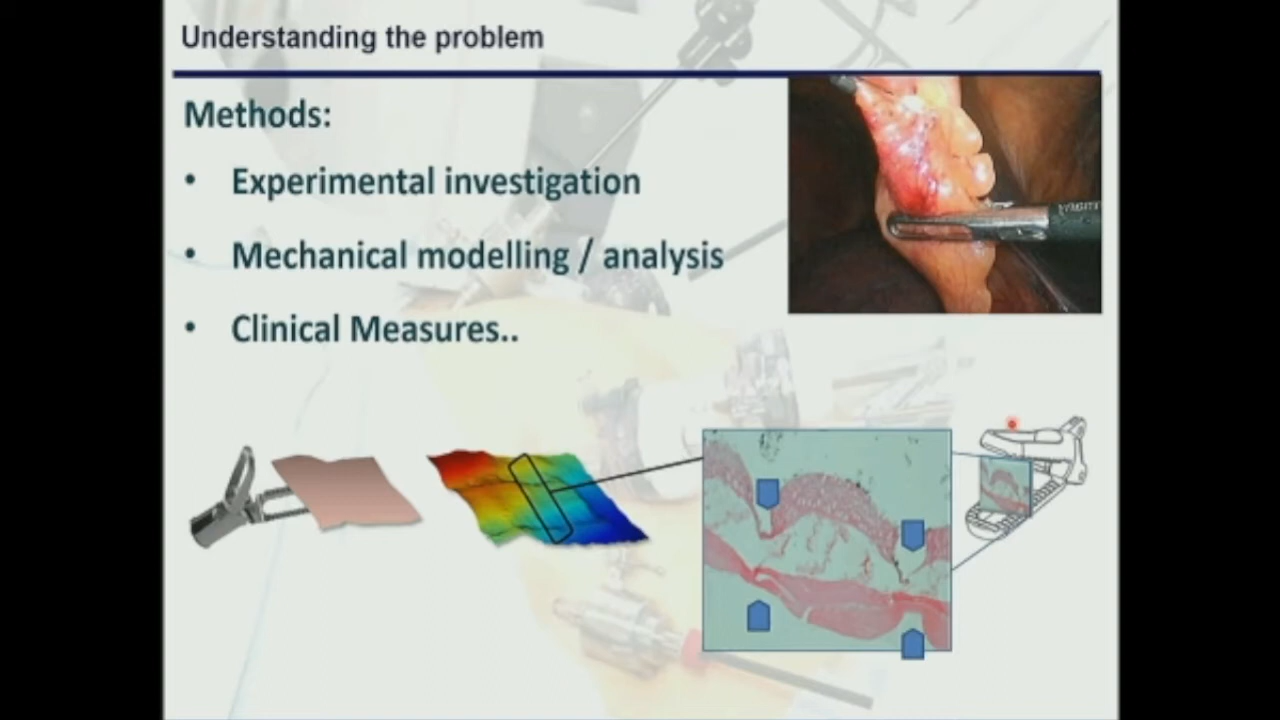 Understanding the problem
Methods:
• Experimental investigation
• Mechanical modelling / analysis
• Clinical Measures..